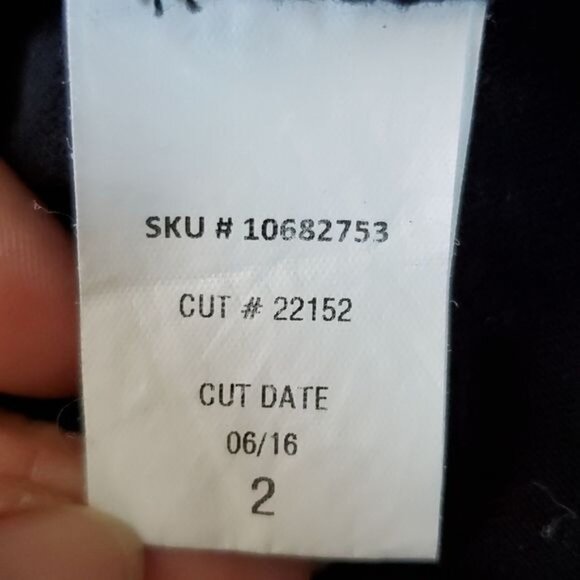 SKU # 10682753
CUT # 22152
CUT DATE
06/16
2